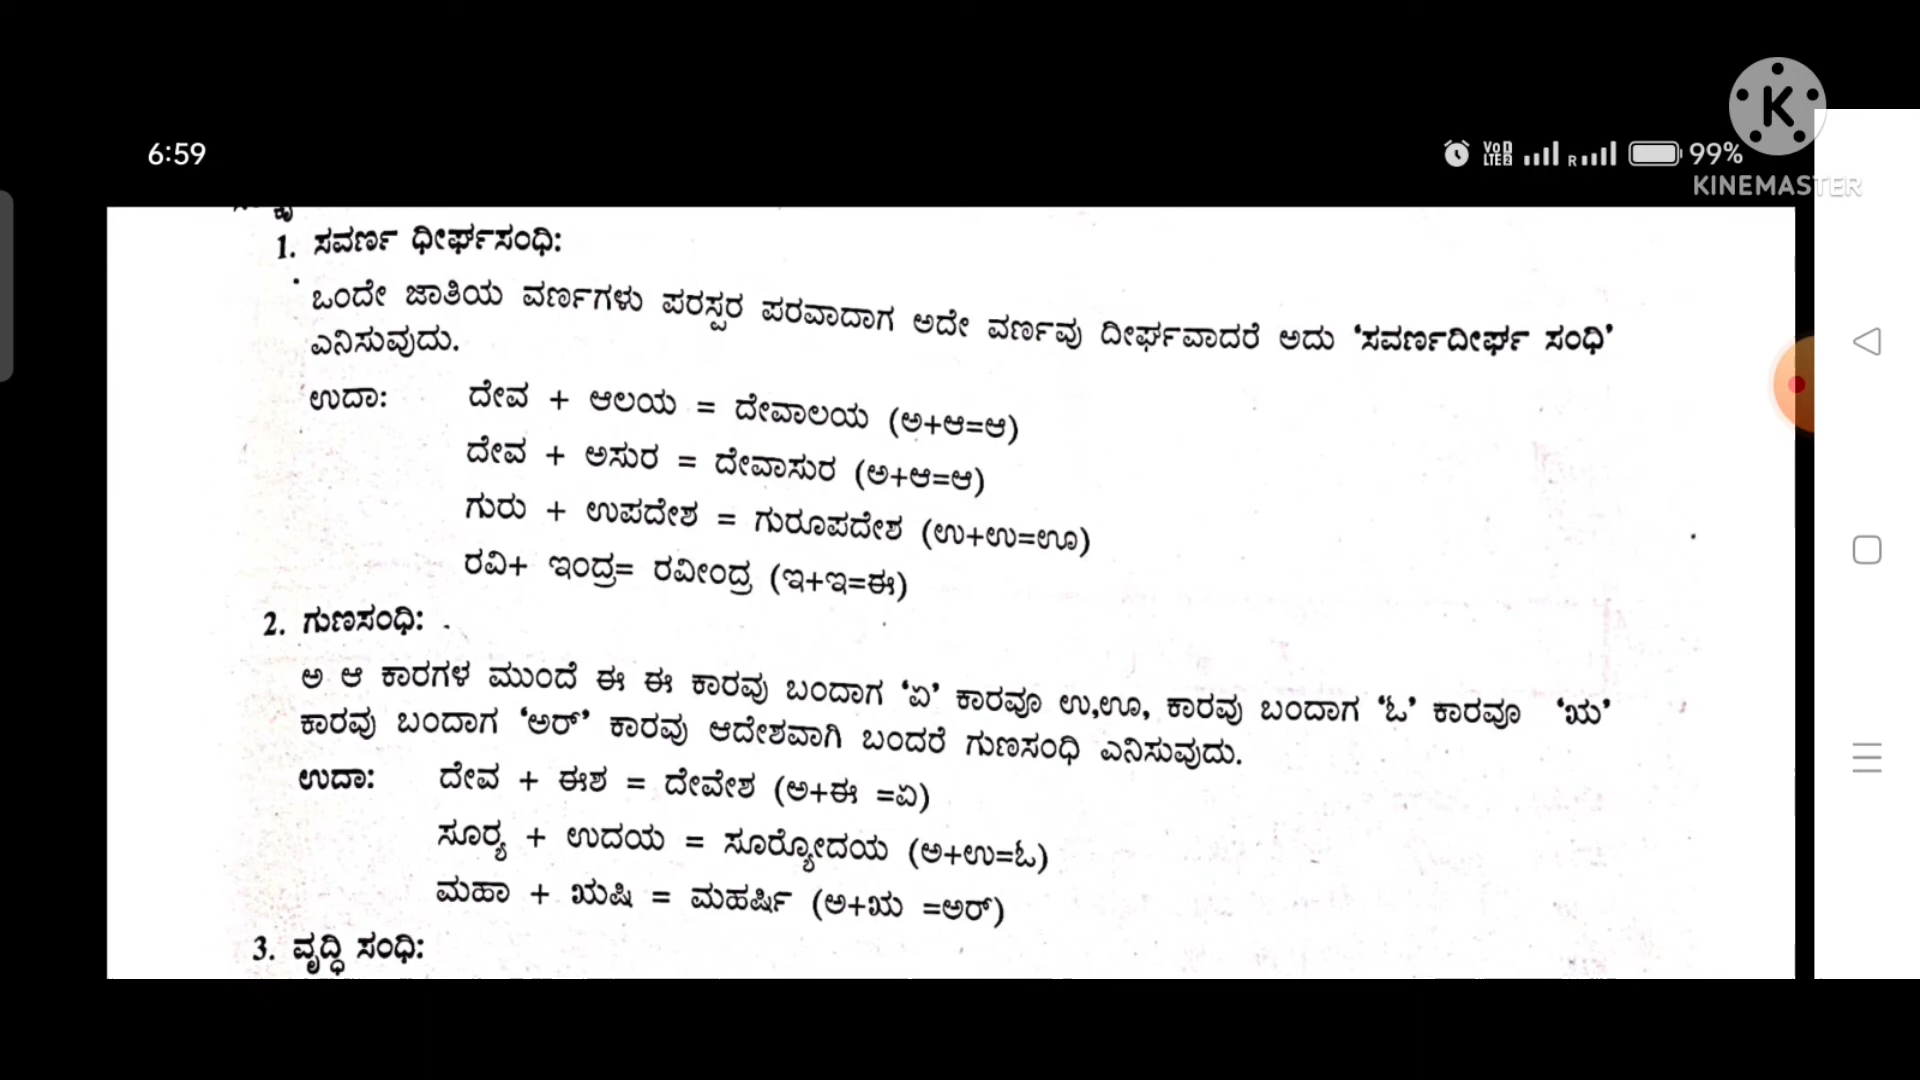 6:59
VoD LTE2 R 99%
K
KINEMASTER
1. ಸವರ್ಣ ಧೀರ್ಘಸಂಧಿ:
ಒಂದೇ ಜಾತಿಯ ವರ್ಣಗಳು ಪರಸ್ಪರ ಪರವಾದಾಗ ಅದೇ ವರ್ಣವು ದೀರ್ಘವಾದರೆ ಅದು ‘ಸವರ್ಣದೀರ್ಘ ಸಂಧಿ’
ಎನಿಸುವುದು.
ಉದಾ: ದೇವ + ಆಲಯ = ದೇವಾಲಯ (ಅ+ಆ=ಆ)
ದೇವ + ಅಸುರ = ದೇವಾಸುರ (ಅ+ಆ=ಆ)
ಗುರು + ಉಪದೇಶ = ಗುರೂಪದೇಶ (ಉ+ಉ=ಊ)
ರವಿ+ ಇಂದ್ರ= ರವೀಂದ್ರ (ಇ+ಇ=ಈ)
2. ಗುಣಸಂಧಿ:
ಅ ಆ ಕಾರಗಳ ಮುಂದೆ ಈ ಈ ಕಾರವು ಬಂದಾಗ ‘ಏ’ ಕಾರವೂ ಉ,ಊ, ಕಾರವು ಬಂದಾಗ ‘ಓ’ ಕಾರವೂ ‘ಋ’
ಕಾರವು ಬಂದಾಗ ‘ಅರ್’ ಕಾರವು ಆದೇಶವಾಗಿ ಬಂದರೆ ಗುಣಸಂಧಿ ಎನಿಸುವುದು.
ಉದಾ: ದೇವ + ಈಶ = ದೇವೇಶ (ಅ+ಈ =ಏ)
ಸೂರ‍್ಯ + ಉದಯ = ಸೂರ‍್ಯೋದಯ (ಅ+ಉ=ಓ)
ಮಹಾ + ಋಷಿ = ಮಹರ್ಷಿ (ಅ+ಋ =ಅರ್)
3. ವೃದ್ಧಿ ಸಂಧಿ: